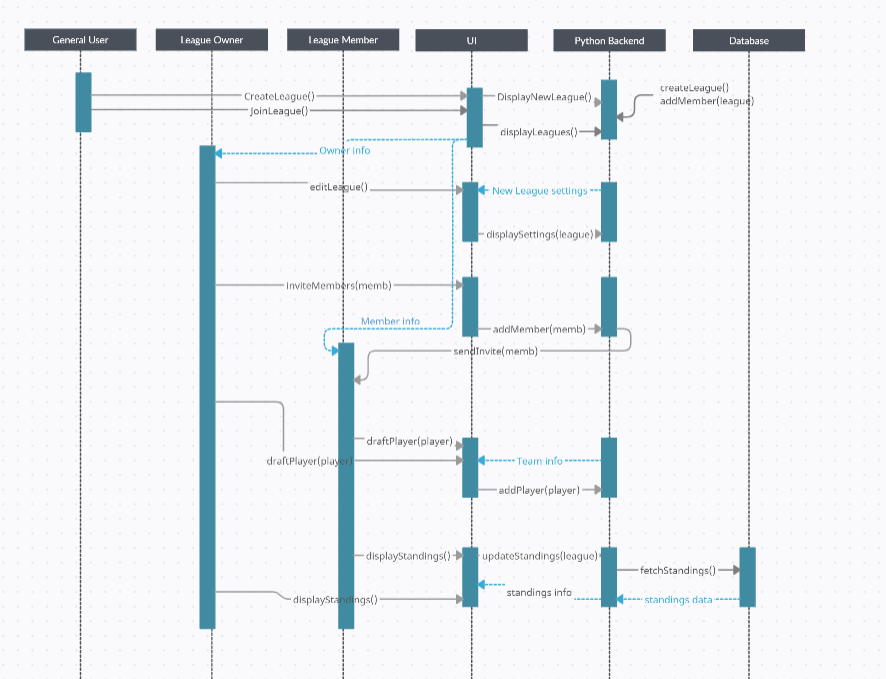 General User
League Owner
League Member
UI
Python Backend
Database
CreateLeague()
DisplayNewLeague()
createLeague()
addMember(league)
JoinLeague()
displayLeagues()
Owner info
editLeague()
New League settings
displaySettings(league)
inviteMembers(memb)
Member info
addMember(memb)
sendInvite(memb)
draftPlayer(player)
draftPlayer(player)
Team info
addPlayer(player)
displayStandings()
updateStandings(league)
fetchStandings()
standings info
displayStandings()
standings data